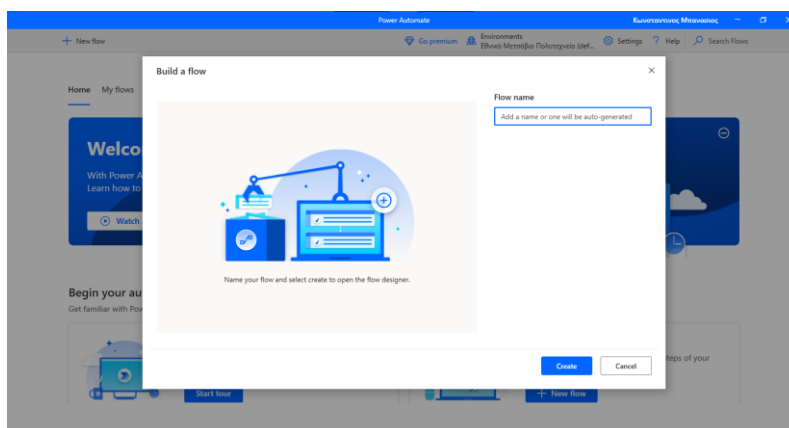 Power Automate
Κωνσταντινος Μπανασιος
New flow
Go premium
Environments
Εθνικό Μετσόβιο Πολυτεχνείο (def...
Settings
Help
Search Flows
Build a flow
Home
My flows
Flow name
Add a name or one will be auto-generated
Welco
With Power A
Learn how to
Watch
Name your flow and select create to open the flow designer.
Begin your au
Get familiar with Pow
teps of your
Create
Cancel
Start tour
New flow